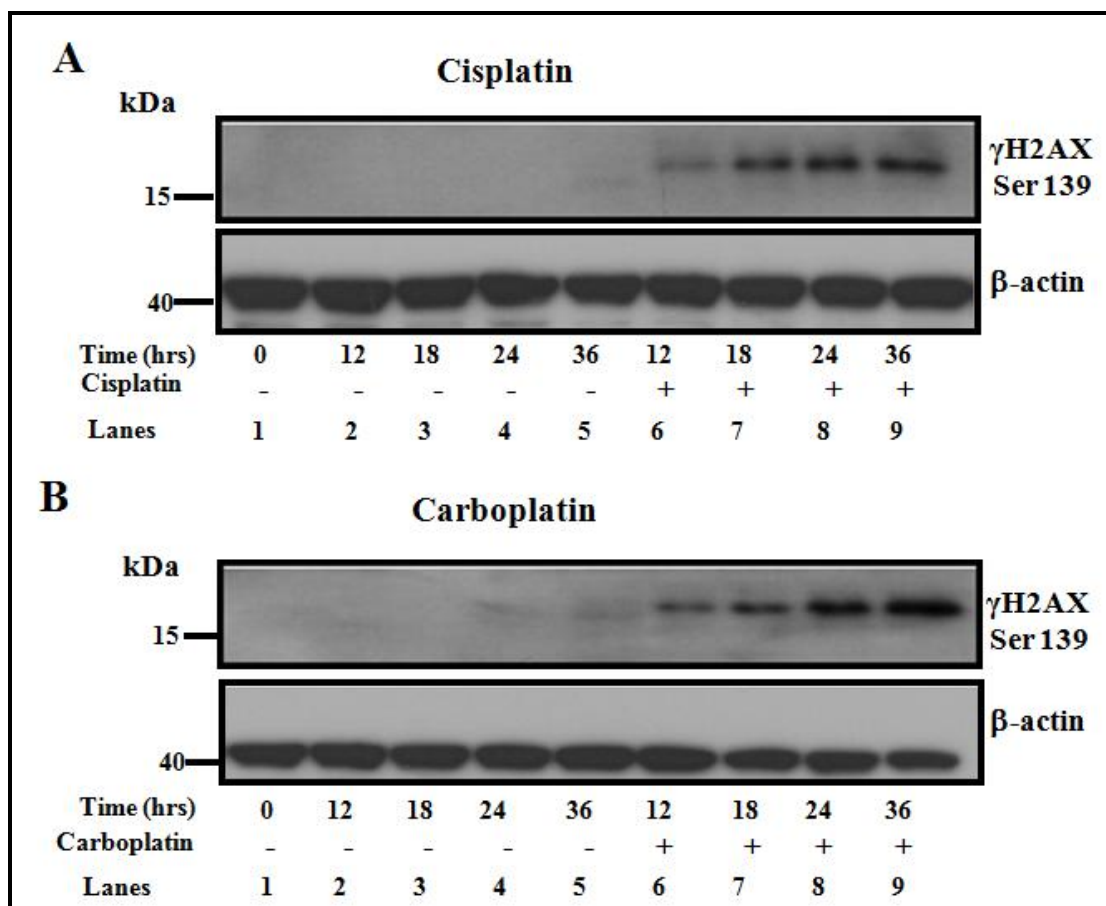 A
Cisplatin
kDa
γH2AX
Ser 139
15
β-actin
40
Time (hrs) 0 12 18 24 36 12 18 24 36
Cisplatin - - - - - + + + +
Lanes 1 2 3 4 5 6 7 8 9
B
Carboplatin
kDa
γH2AX
Ser 139
15
β-actin
40
Time (hrs) 0 12 18 24 36 12 18 24 36
Carboplatin - - - - - + + + +
Lanes 1 2 3 4 5 6 7 8 9